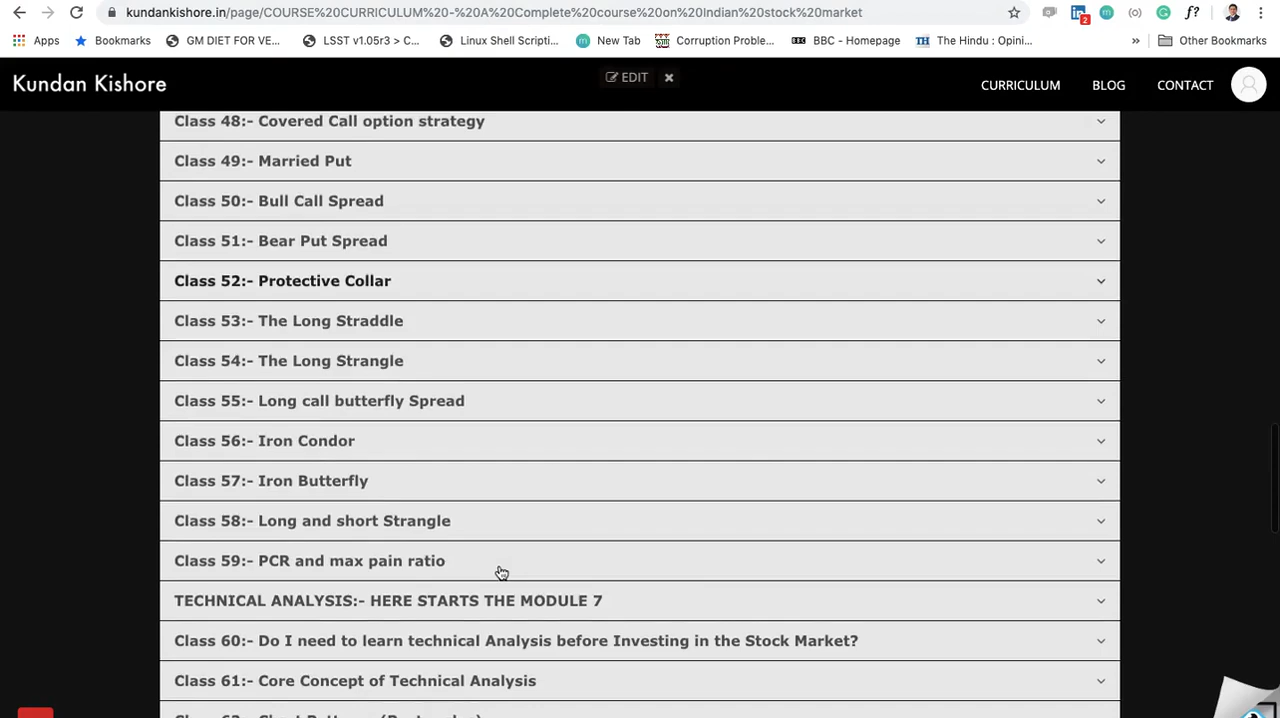 kundankishore.in/page/COURSE%20CURRICULUM%20-%20A%20Complete%20course%20on%20Indian%20stock%20market
2
f?
Apps
Bookmarks
GM DIET FOR VE...
LSST v1.05r3 > C...
Linux Shell Scripti...
New Tab
Corruption Proble...
BBC - Homepage
The Hindu : Opini...
»
Other Bookmarks
Kundan Kishore
EDIT
CURRICULUM
BLOG
CONTACT
Class 48:- Covered Call option strategy
Class 49:- Married Put
Class 50:- Bull Call Spread
Class 51:- Bear Put Spread
Class 52:- Protective Collar
Class 53:- The Long Straddle
Class 54:- The Long Strangle
Class 55:- Long call butterfly Spread
Class 56:- Iron Condor
Class 57:- Iron Butterfly
Class 58:- Long and short Strangle
Class 59:- PCR and max pain ratio
TECHNICAL ANALYSIS:- HERE STARTS THE MODULE 7
Class 60:- Do I need to learn technical Analysis before Investing in the Stock Market?
Class 61:- Core Concept of Technical Analysis